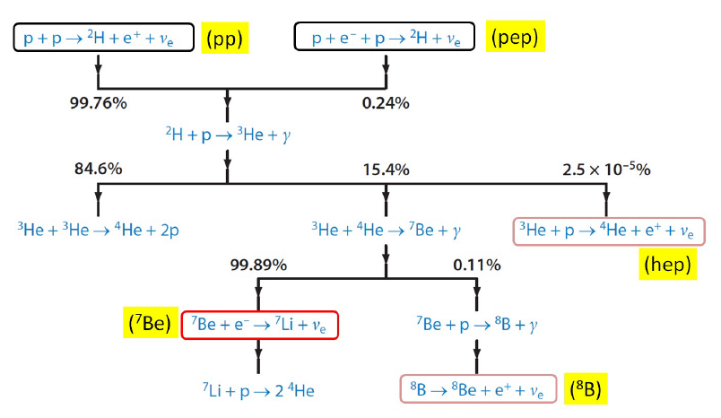 p + p → ²H + e⁺ + νₑ (pp) p + e⁻ + p → ²H + νₑ (pep)
99.76% 0.24%
²H + p → ³He + γ
84.6% 15.4% 2.5 × 10⁻⁵%
³He + ³He → ⁴He + 2p ³He + ⁴He → ⁷Be + γ ³He + p → ⁴He + e⁺ + νₑ
(hep)
99.89% 0.11%
(⁷Be) ⁷Be + e⁻ → ⁷Li + νₑ ⁷Be + p → ⁸B + γ
⁷Li + p → 2 ⁴He ⁸B → ⁸Be + e⁺ + νₑ (⁸B)